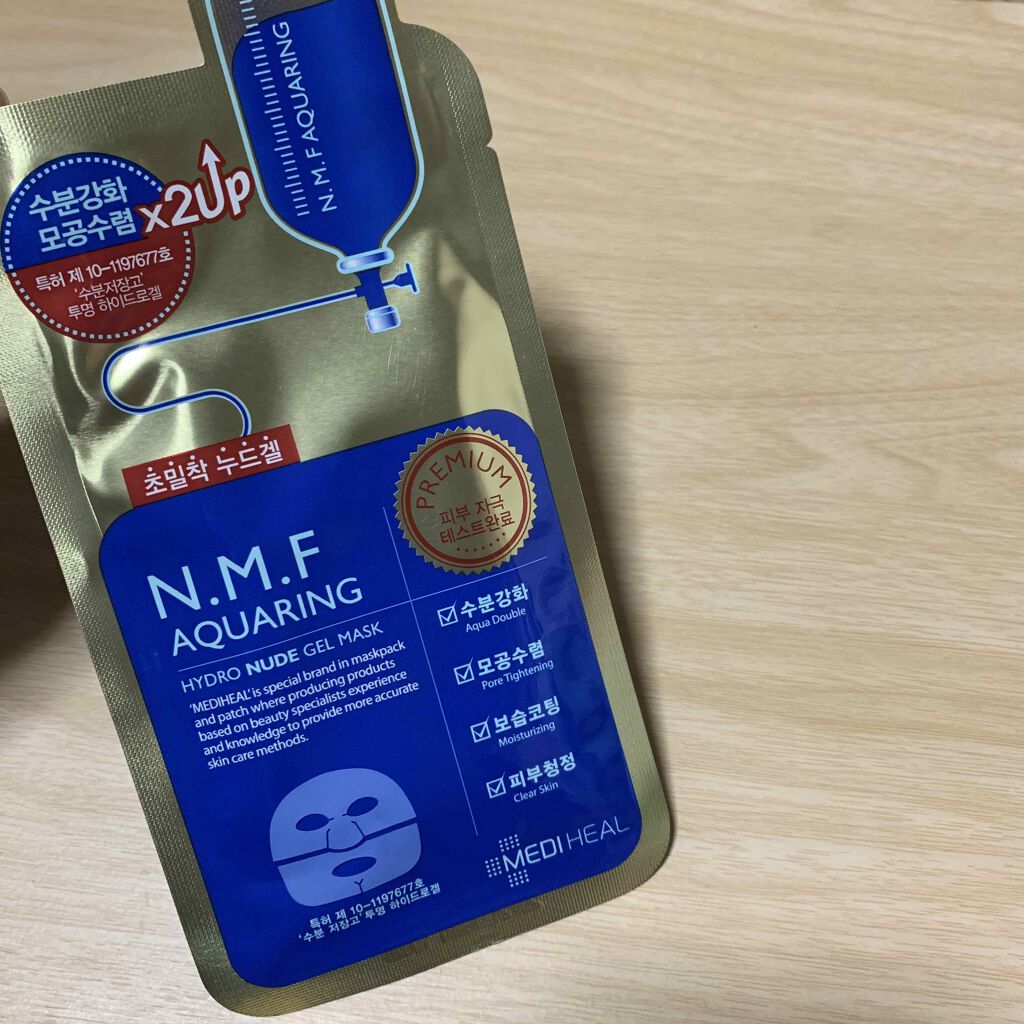 N.M.F AQUARING
수분강화
모공수렴
x2Up
특허 제 10-1197677호
'수분저장고'
투명 하이드로겔
초밀착 누드겔
PREMIUM
피부 자극
테스트완료
N.M.F
AQUARING
HYDRO NUDE GEL MASK
'MEDIHEAL' is special brand in maskpack
and patch where producing products
based on beauty specialists experience
and knowledge to provide more accurate
skin care methods.
수분강화
Aqua Double
모공수렴
Pore Tightening
보습코팅
Moisturizing
피부청정
Clear Skin
특허 제 10-1197677호
'수분 저장고' 투명 하이드로겔
MEDIHEAL